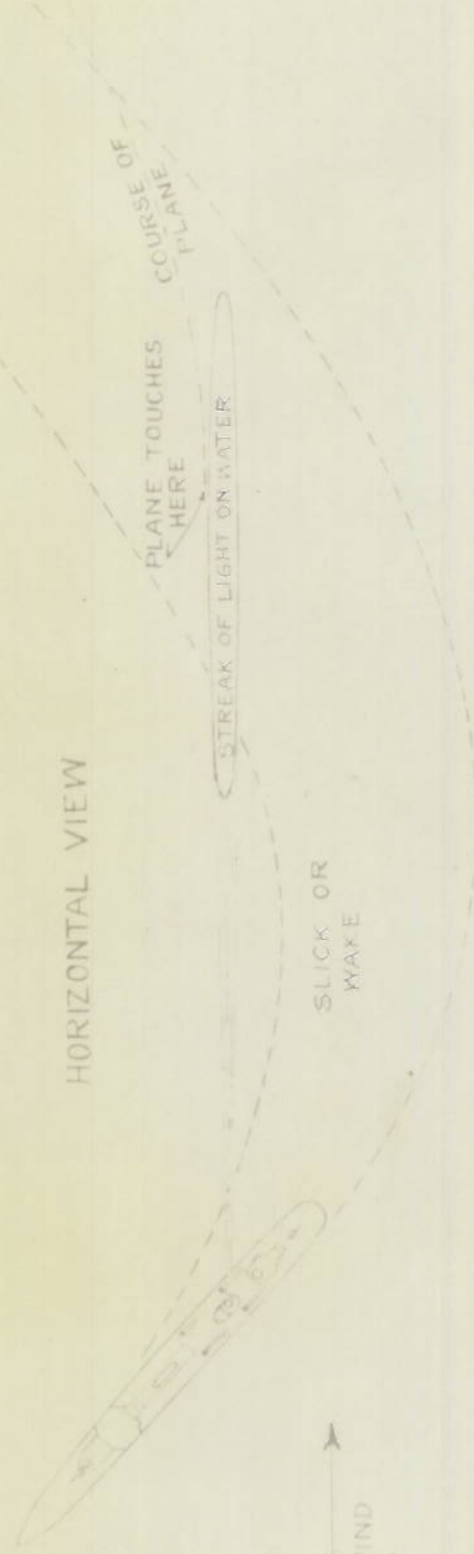 HORIZONTAL VIEW
PLANE TOUCHES
HERE
COURSE OF
PLANE
STREAK OF LIGHT ON WATER
SLICK OR
WAKE